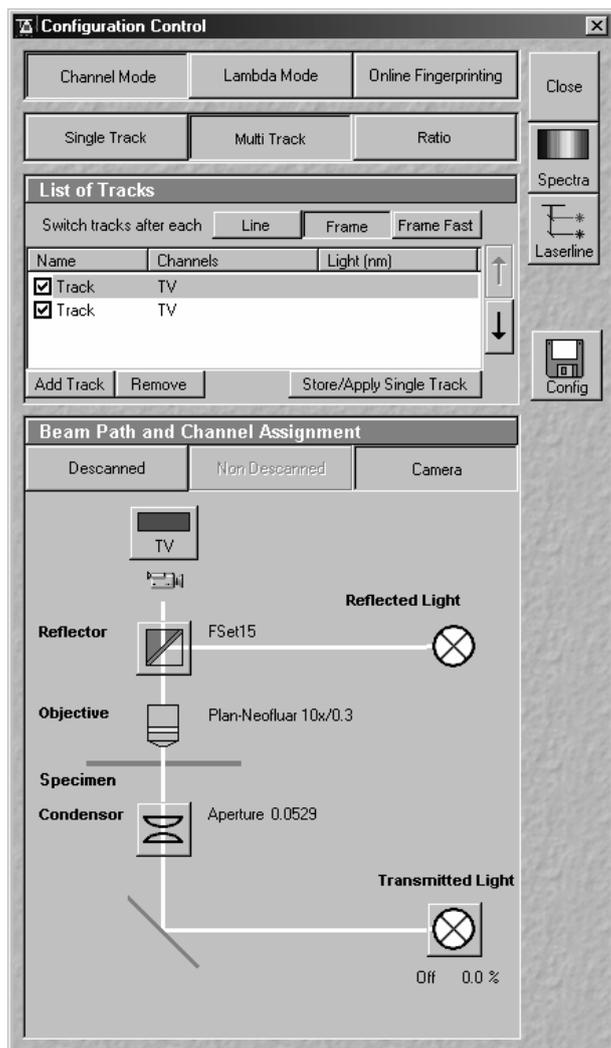 Configuration Control
Channel Mode Lambda Mode Online Fingerprinting
Close
Single Track Multi Track Ratio
Spectra
List of Tracks
Switch tracks after each Line Frame Frame Fast
Laserline
Name Channels Light (nm)
Track TV
Track TV
Add Track Remove Store/Apply Single Track
Config
Beam Path and Channel Assignment
Descanned Non Descanned Camera
TV
Reflected Light
Reflector FSet15
Objective Plan-Neofluar 10x/0.3
Specimen
Condensor Aperture 0.0529
Transmitted Light
Off 0.0 %